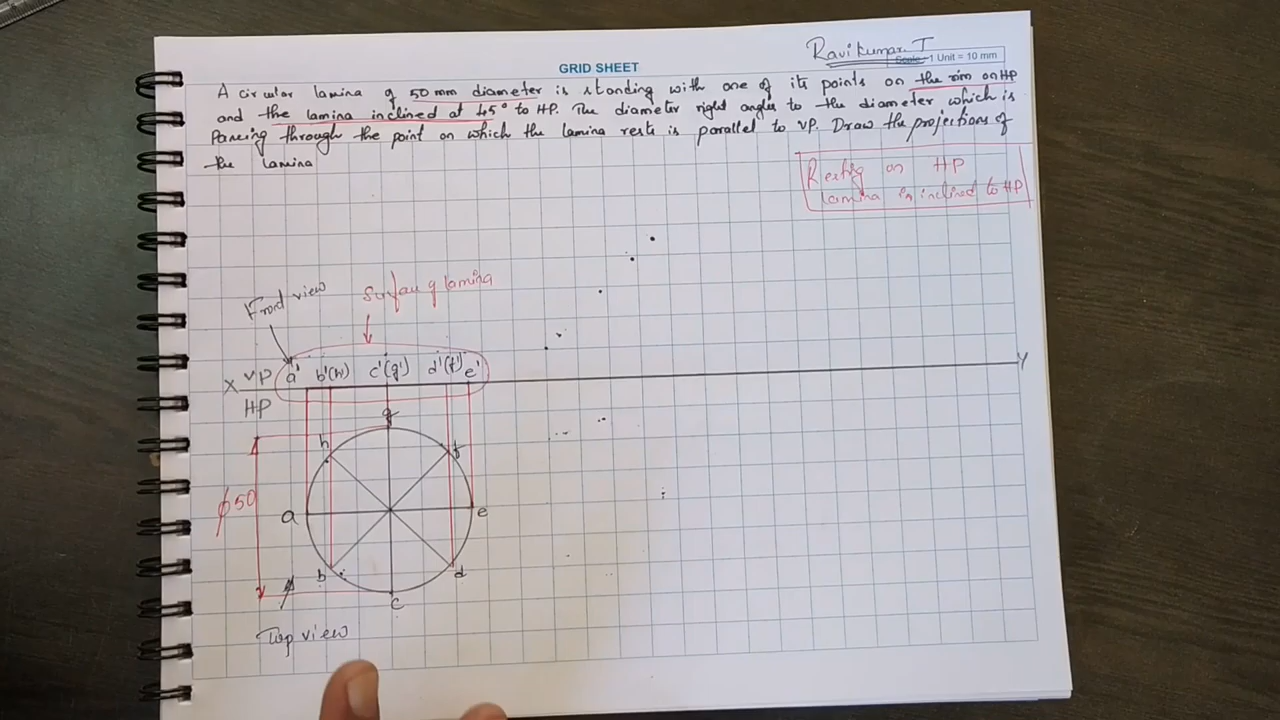 Ravikumar. T
GRID SHEET
Scale - 1 Unit = 10 mm
A circular lamina of 50 mm diameter is standing with one of its points on the rim on HP
and the lamina inclined at 45° to HP. The diameter right angles to the diameter which is
Passing through the point on which the lamina rests is parallel to VP. Draw the projections of
the lamina
Resting on HP
lamina is inclined to HP
Front view
Surface of lamina
X VP a' b'(h') c'(g') d'(f') e' Y
HP
g
h f
ϕ50
a e
b d
c
Top view